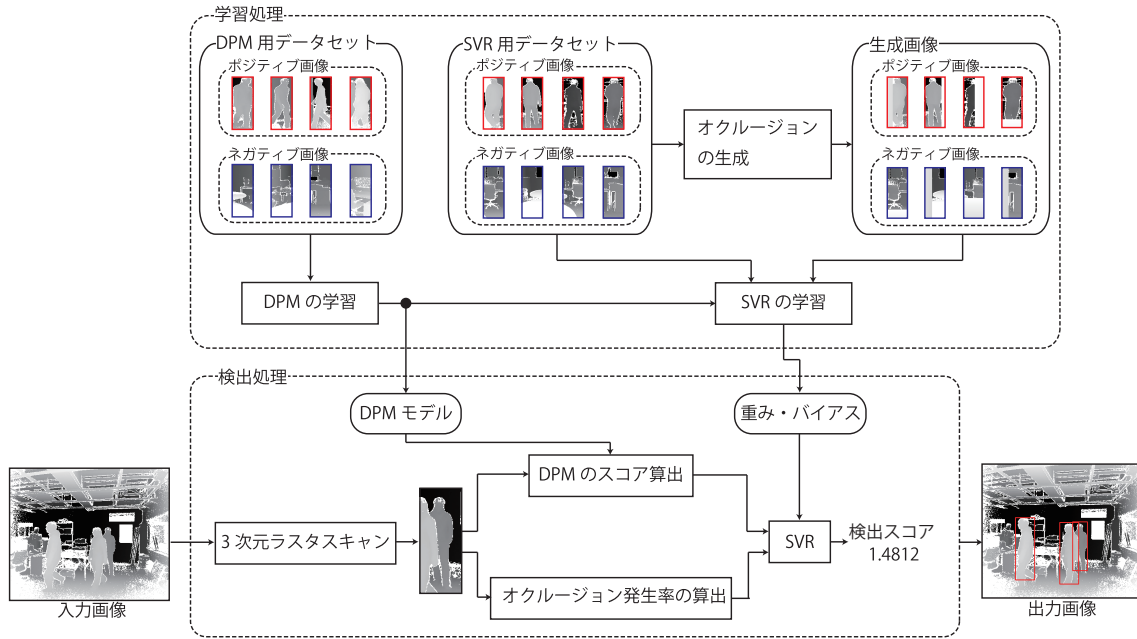 学習処理
DPM 用データセット
ポジティブ画像
ネガティブ画像
SVR 用データセット
ポジティブ画像
ネガティブ画像
オクルージョン
の生成
生成画像
ポジティブ画像
ネガティブ画像
DPM の学習
SVR の学習
検出処理
DPM モデル
重み・バイアス
DPM のスコア算出
3 次元ラスタスキャン
オクルージョン発生率の算出
SVR
検出スコア
1.4812
入力画像
出力画像